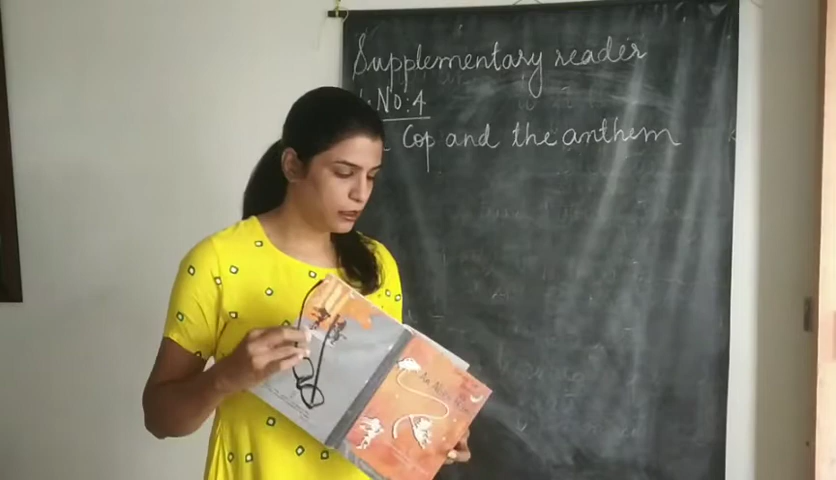 Supplementary reader
No:4
Cop and the anthem